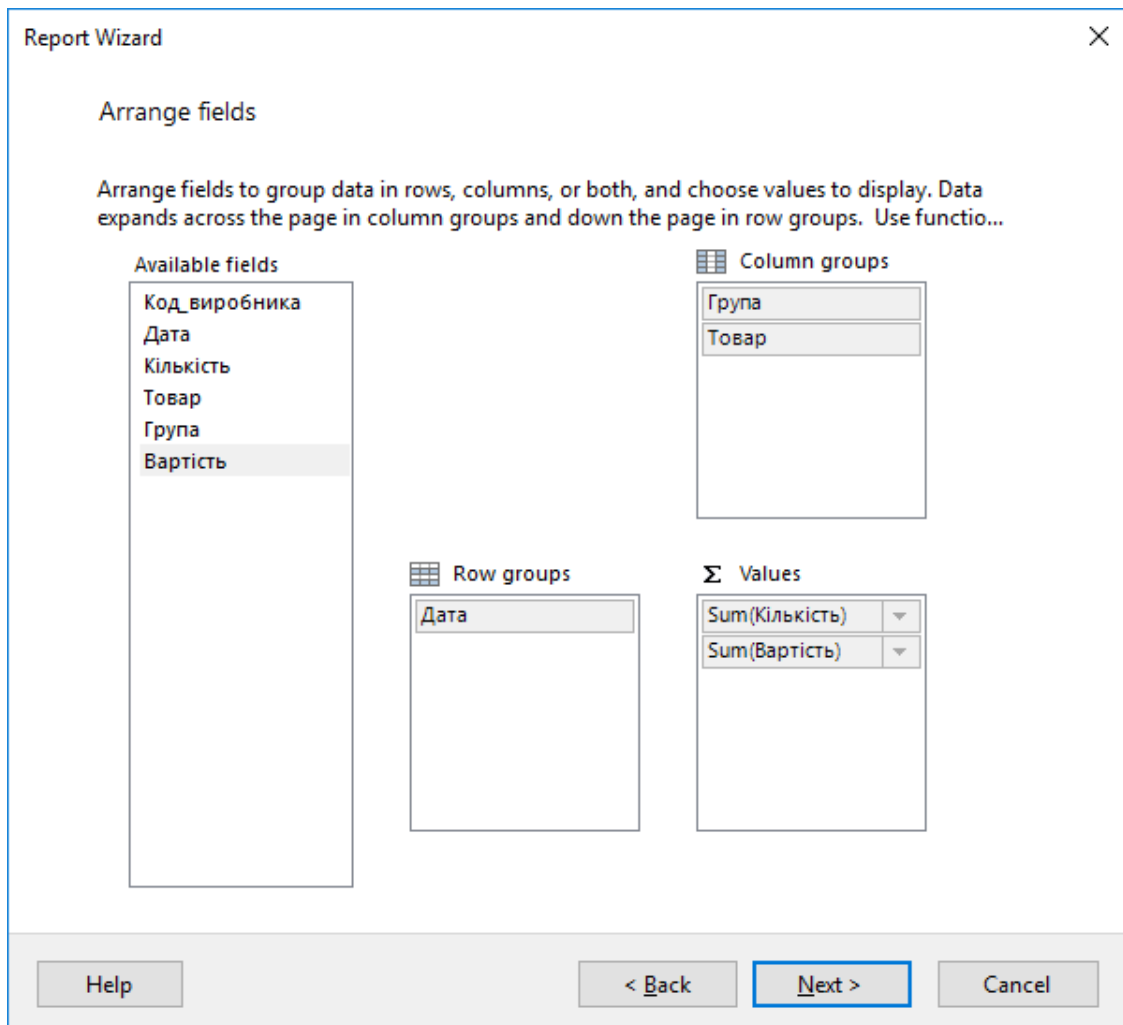 Report Wizard
Arrange fields
Arrange fields to group data in rows, columns, or both, and choose values to display. Data
expands across the page in column groups and down the page in row groups.  Use functio...
Available fields
Код_виробника
Дата
Кількість
Товар
Група
Вартість
Column groups
Група
Товар
Row groups
Дата
Σ Values
Sum(Кількість)
Sum(Вартість)
Help
< Back
Next >
Cancel